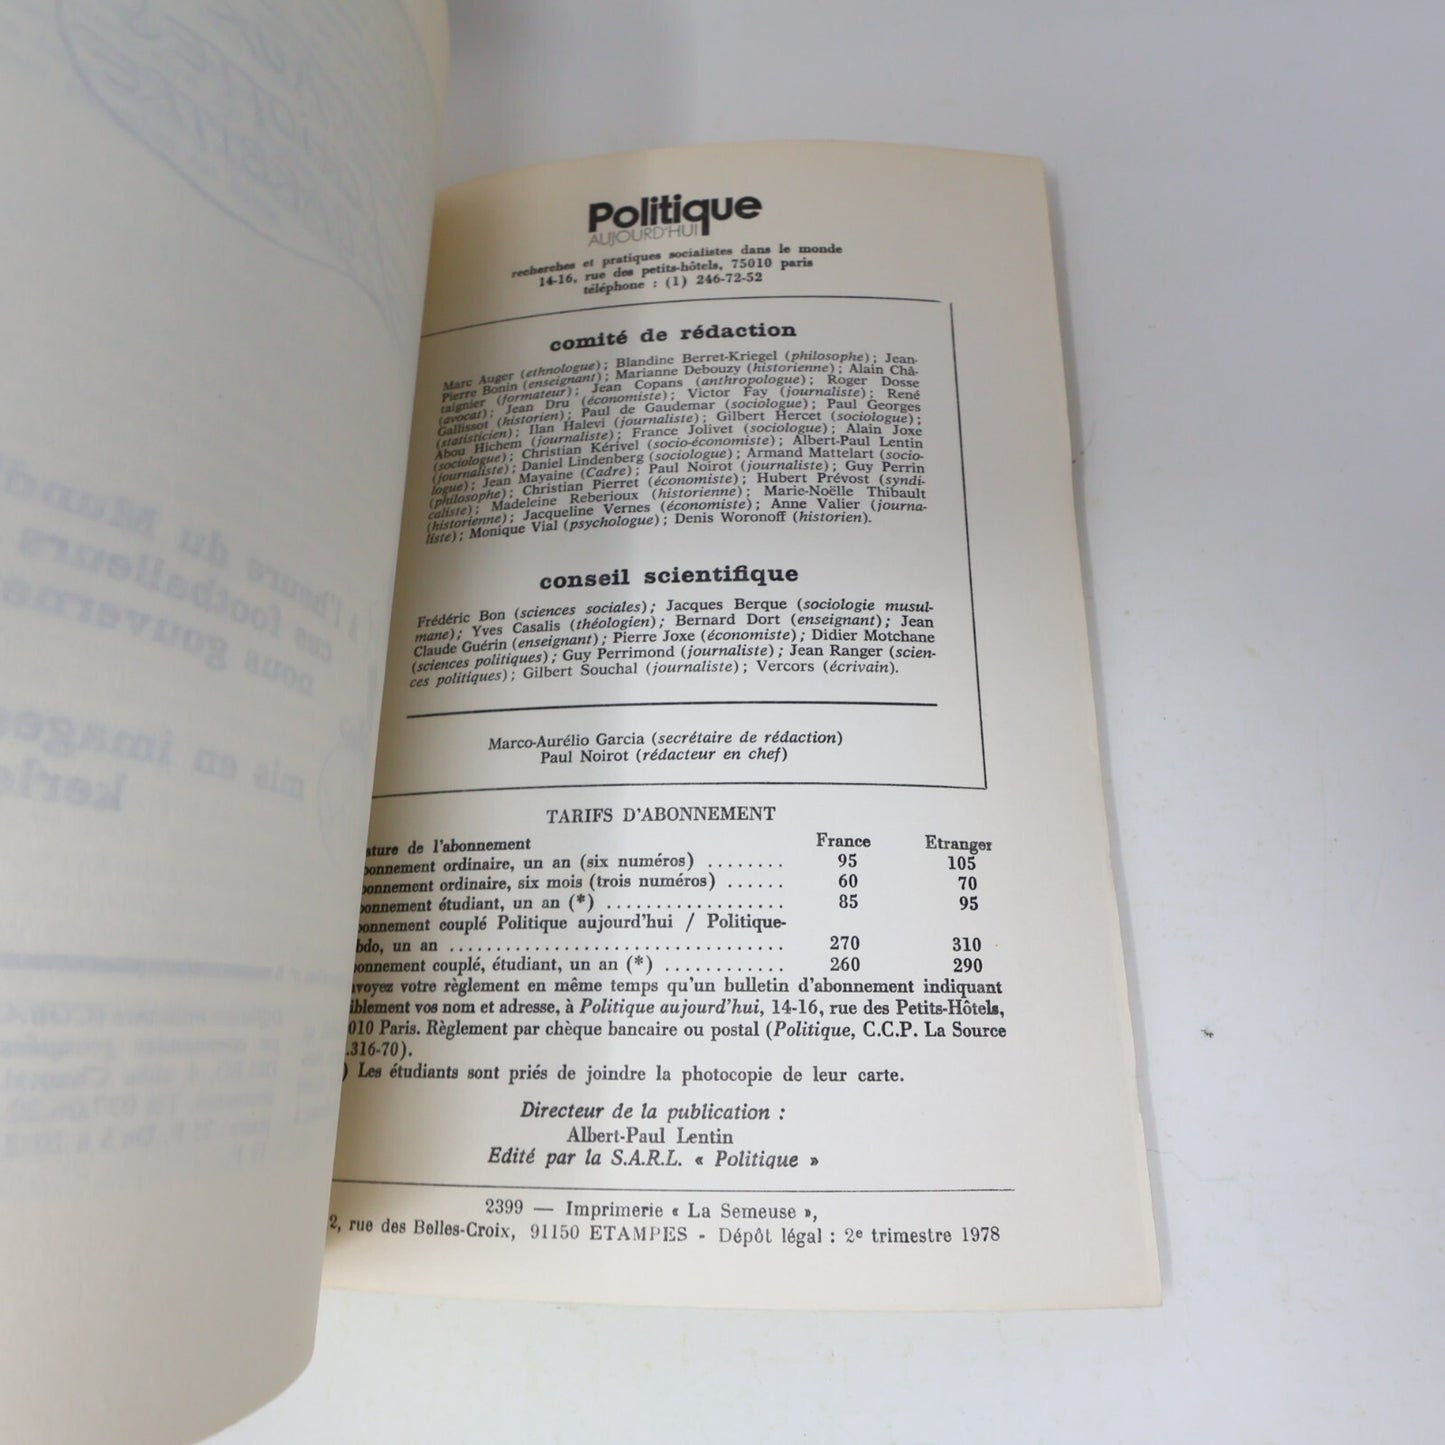 Politique
AUJOURD'HUI
recherches et pratiques socialistes dans le monde
14-16, rue des petits-hôtels, 75010 paris
téléphone : (1) 246-72-52
comité de rédaction
Marc Auger (ethnologue) ; Blandine Berret-Kriegel (philosophe) ; Jean-
Pierre Bonin (enseignant) ; Marianne Debouzy (historienne) ; Alain Châ-
taignier (formateur) ; Jean Copans (anthropologue) ; Roger Dosse
(avocat) ; Jean Dru (économiste) ; Victor Fay (journaliste) ; René
Gallissot (historien) ; Paul de Gaudemar (sociologue) ; Paul Georges
(statisticien) ; Ilan Halevi (journaliste) ; Gilbert Hercet (sociologue) ;
Abou Hichem (journaliste) ; France Jolivet (sociologue) ; Alain Joxe
(sociologue) ; Christian Kérivel (socio-économiste) ; Albert-Paul Lentin
(journaliste) ; Daniel Lindenberg (sociologue) ; Armand Mattelart (socio-
logue) ; Jean Mayaine (Cadre) ; Paul Noirot (journaliste) ; Guy Perrin
(philosophe) ; Christian Pierret (économiste) ; Hubert Prévost (syndi-
caliste) ; Madeleine Reberioux (historienne) ; Marie-Noëlle Thibault
(historienne) ; Jacqueline Vernes (économiste) ; Anne Valier (journa-
liste) ; Monique Vial (psychologue) ; Denis Woronoff (historien).
conseil scientifique
Frédéric Bon (sciences sociales) ; Jacques Berque (sociologie musul-
mane) ; Yves Casalis (théologien) ; Bernard Dort (enseignant) ; Jean
Claude Guérin (enseignant) ; Pierre Joxe (économiste) ; Didier Motchane
(sciences politiques) ; Guy Perrimond (journaliste) ; Jean Ranger (scien-
ces politiques) ; Gilbert Souchal (journaliste) ; Vercors (écrivain).
Marco-Aurélio Garcia (secrétaire de rédaction)
Paul Noirot (rédacteur en chef)
TARIFS D'ABONNEMENT
ature de l'abonnement France Etranger
bonnement ordinaire, un an (six numéros) ........ 95 105
bonnement ordinaire, six mois (trois numéros) ...... 60 70
bonnement étudiant, un an (*) .................. 85 95
bonnement couplé Politique aujourd'hui / Politique-
bdo, un an .................................. 270 310
bonnement couplé, étudiant, un an (*) ............ 260 290
voyez votre règlement en même temps qu'un bulletin d'abonnement indiquant
iblement vos nom et adresse, à Politique aujourd'hui, 14-16, rue des Petits-Hôtels,
010 Paris. Règlement par chèque bancaire ou postal (Politique, C.C.P. La Source
.316-70).
) Les étudiants sont priés de joindre la photocopie de leur carte.
Directeur de la publication :
Albert-Paul Lentin
Edité par la S.A.R.L. « Politique »
2399 — Imprimerie « La Semeuse »,
2, rue des Belles-Croix, 91150 ETAMPES - Dépôt légal : 2e trimestre 1978